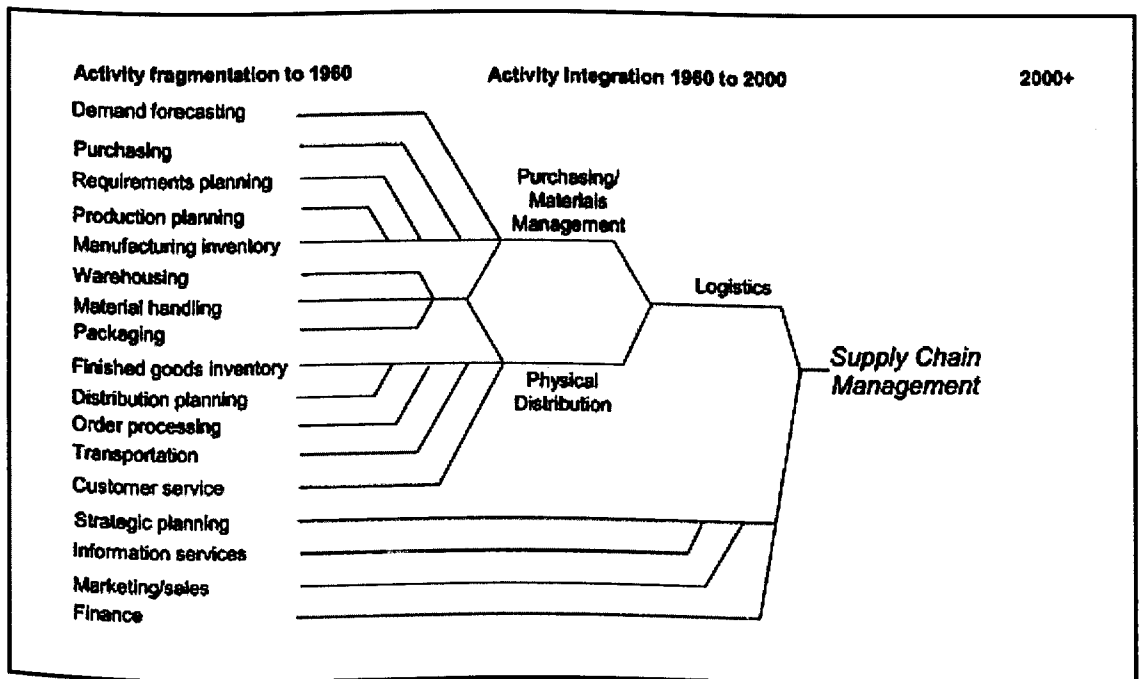 Activity fragmentation to 1960
Activity Integration 1960 to 2000
2000+
Demand forecasting
Purchasing
Requirements planning
Production planning
Manufacturing inventory
Warehousing
Material handling
Packaging
Finished goods inventory
Distribution planning
Order processing
Transportation
Customer service
Strategic planning
Information services
Marketing/sales
Finance
Purchasing/
Materials
Management
Physical
Distribution
Logistics
Supply Chain
Management